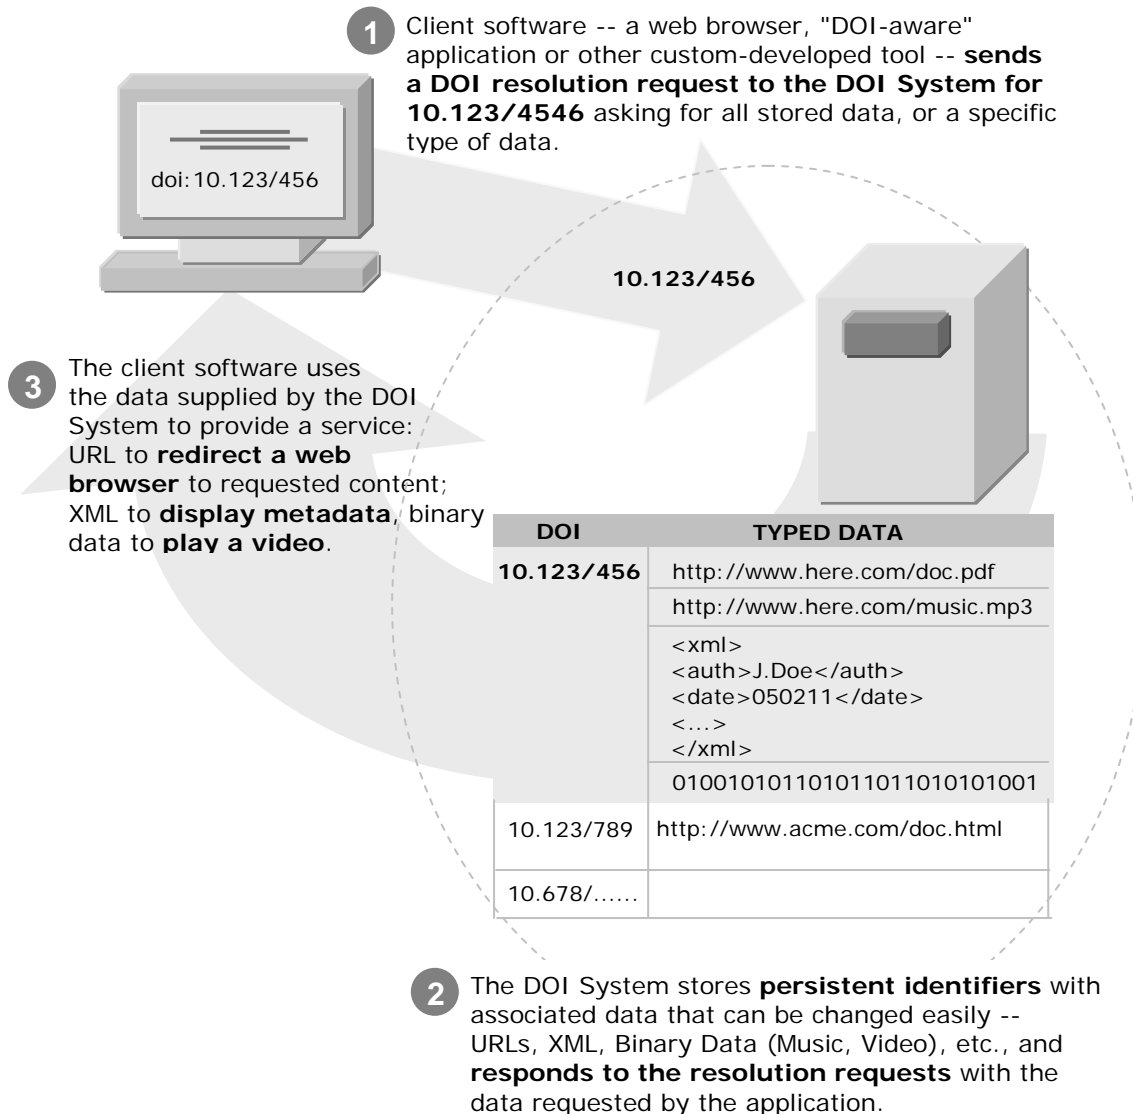 1
Client software -- a web browser, "DOI-aware"
application or other custom-developed tool -- sends
a DOI resolution request to the DOI System for
10.123/4546 asking for all stored data, or a specific
type of data.
doi:10.123/456
10.123/456
3
The client software uses
the data supplied by the DOI
System to provide a service:
URL to redirect a web
browser to requested content;
XML to display metadata, binary
data to play a video.
DOI TYPED DATA
10.123/456 http://www.here.com/doc.pdf
http://www.here.com/music.mp3
<xml>
<auth>J.Doe</auth>
<date>050211</date>
<...>
</xml>
0100101011010110110101010​01
10.123/789 http://www.acme.com/doc.html
10.678/......
2
The DOI System stores persistent identifiers with
associated data that can be changed easily --
URLs, XML, Binary Data (Music, Video), etc., and
responds to the resolution requests with the
data requested by the application.